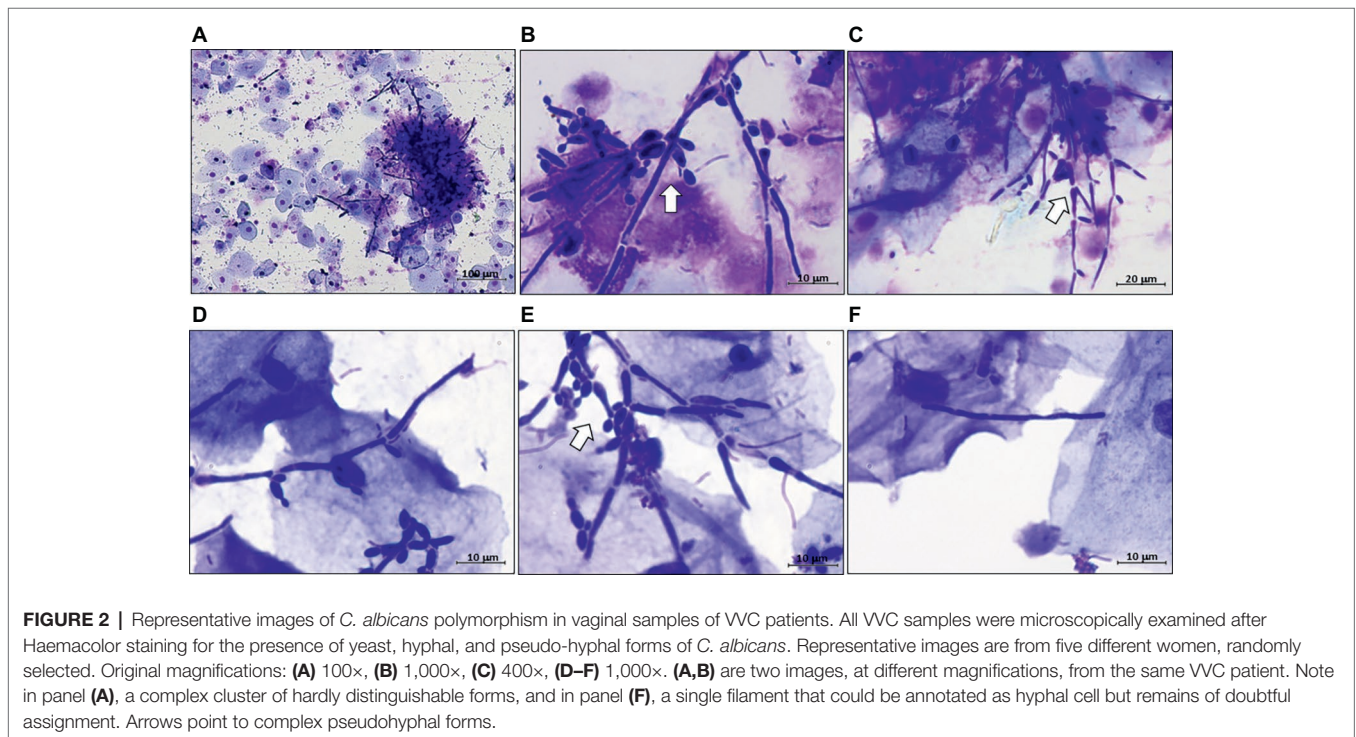 A
B
C
100 µm
10 µm
20 µm
D
E
F
10 µm
10 µm
10 µm
FIGURE 2 | Representative images of C. albicans polymorphism in vaginal samples of VVC patients. All VVC samples were microscopically examined after
Haemacolor staining for the presence of yeast, hyphal, and pseudo-hyphal forms of C. albicans. Representative images are from five different women, randomly
selected. Original magnifications: (A) 100×, (B) 1,000×, (C) 400×, (D–F) 1,000×. (A,B) are two images, at different magnifications, from the same VVC patient. Note
in panel (A), a complex cluster of hardly distinguishable forms, and in panel (F), a single filament that could be annotated as hyphal cell but remains of doubtful
assignment. Arrows point to complex pseudohyphal forms.